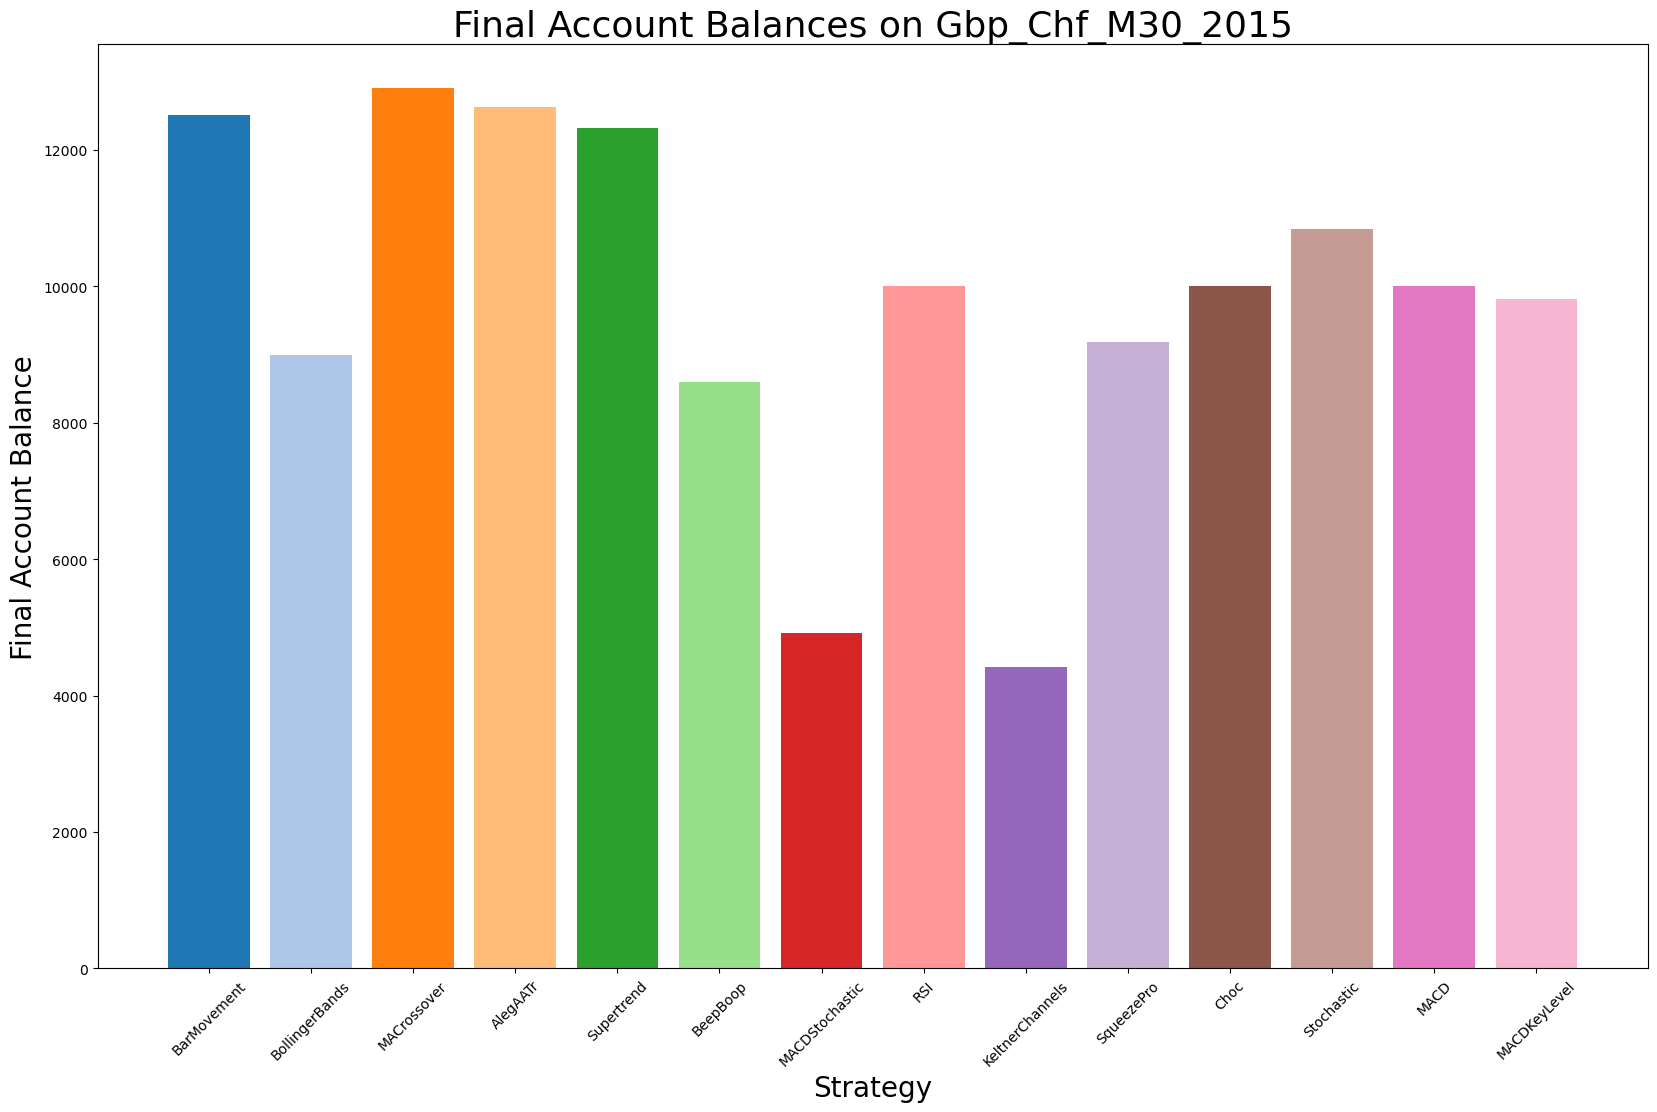 Final Account Balances on Gbp_Chf_M30_2015
Final Account Balance
12000
10000
8000
6000
4000
2000
0
BarMovement
BollingerBands
MACrossover
AlegAATr
Supertrend
BeepBoop
MACDStochastic
RSI
KeltnerChannels
SqueezePro
Choc
Stochastic
MACD
MACDKeyLevel
Strategy